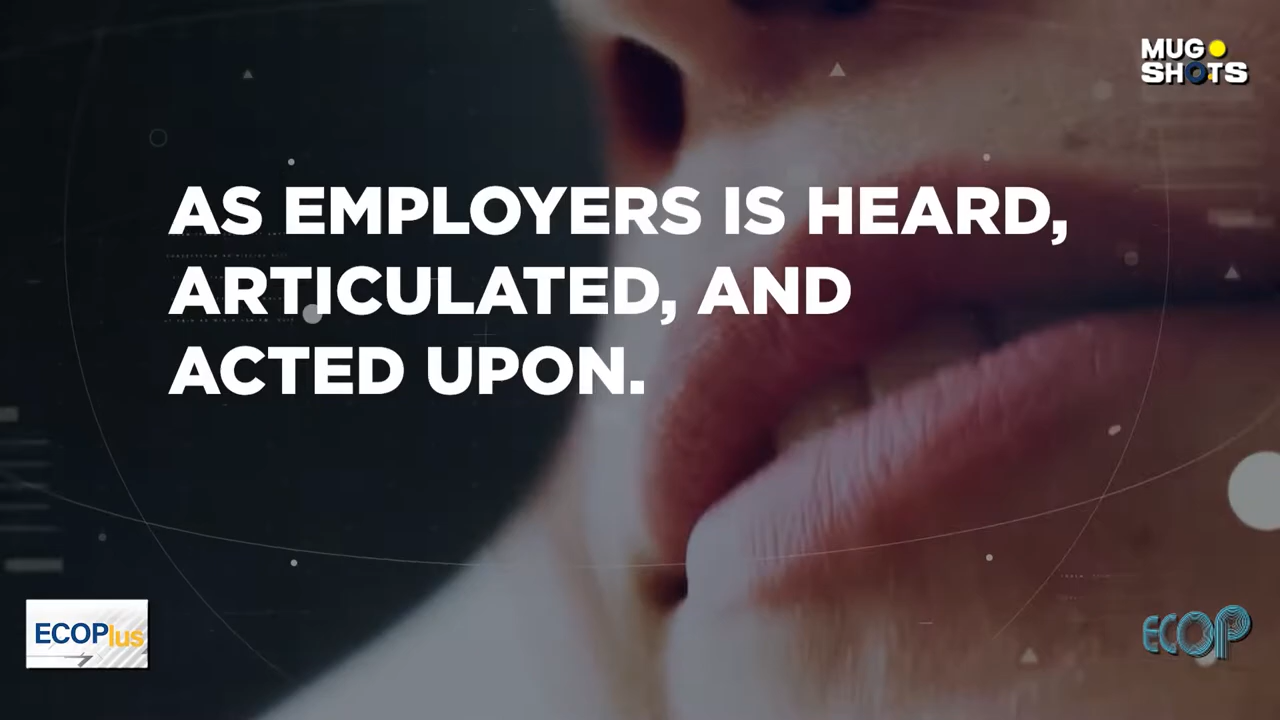 MUG
SHOTS
AS EMPLOYERS IS HEARD,
ARTICULATED, AND
ACTED UPON.
ECOPlus
ECOP